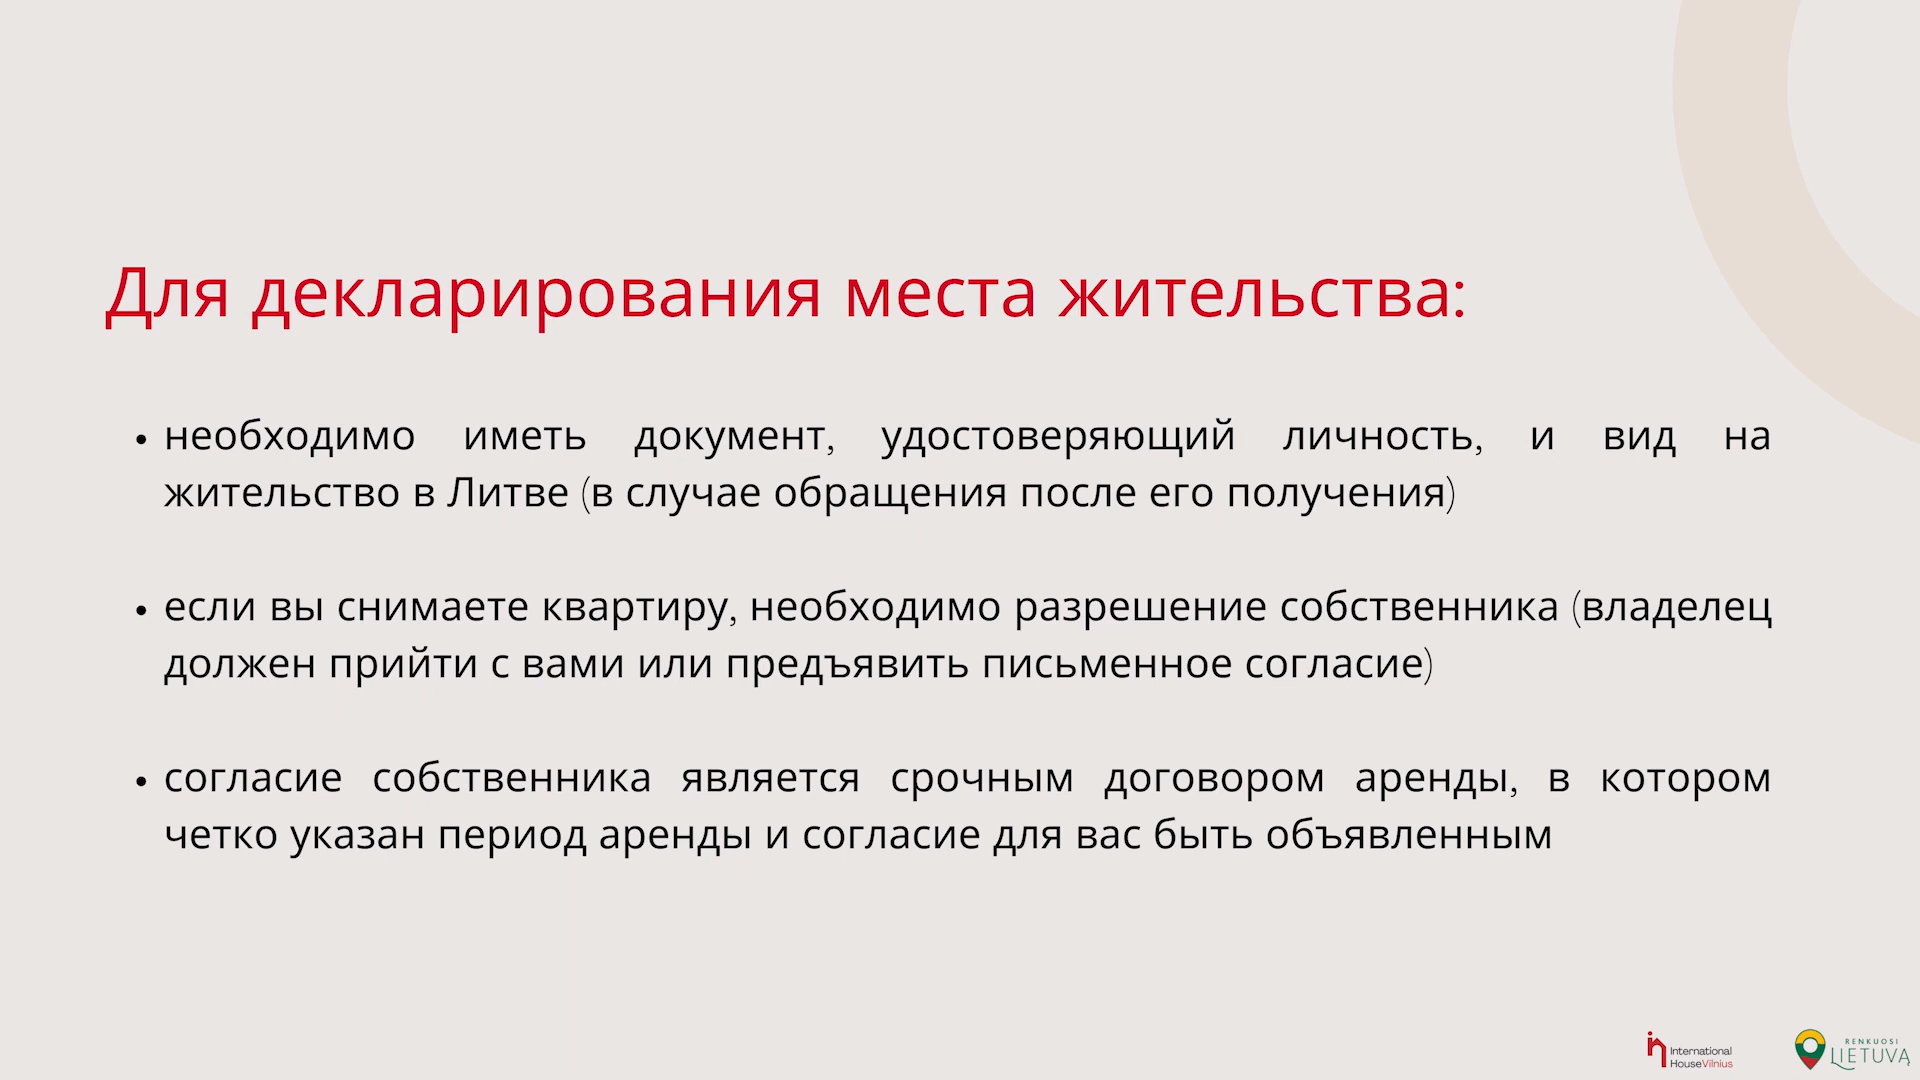 Для декларирования места жительства:
• необходимо иметь документ, удостоверяющий личность, и вид на
жительство в Литве (в случае обращения после его получения)
• если вы снимаете квартиру, необходимо разрешение собственника (владелец
должен прийти с вами или предъявить письменное согласие)
• согласие собственника является срочным договором аренды, в котором
четко указан период аренды и согласие для вас быть объявленным
International
HouseVilnius
RENKUOSI
LIETUVĄ